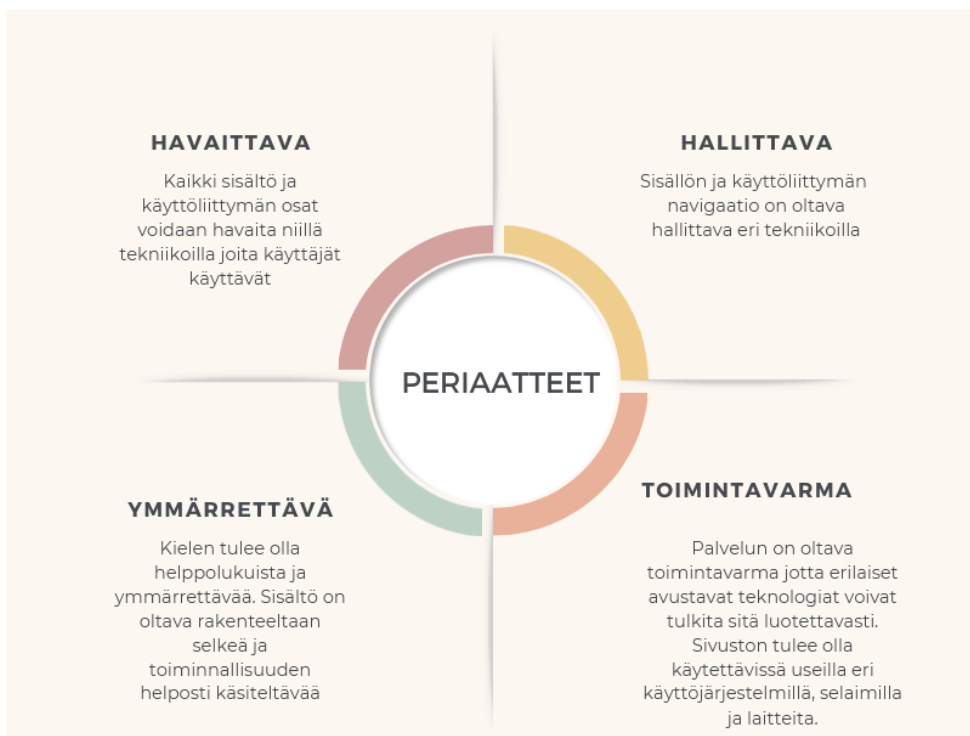 HAVAITTAVA
Kaikki sisältö ja
käyttöliittymän osat
voidaan havaita niillä
tekniikoilla joita käyttäjät
käyttävät
HALLITTAVA
Sisällön ja käyttöliittymän
navigaatio on oltava
hallittava eri tekniikoilla
PERIAATTEET
YMMÄRRETTÄVÄ
Kielen tulee olla
helppolukuista ja
ymmärrettävää. Sisältö on
oltava rakenteeltaan
selkeä ja
toiminnallisuuden
helposti käsiteltävää
TOIMINTAVARMA
Palvelun on oltava
toimintavarma jotta erilaiset
avustavat teknologiat voivat
tulkita sitä luotettavasti.
Sivuston tulee olla
käytettävissä useilla eri
käyttöjärjestelmillä, selaimilla
ja laitteita.